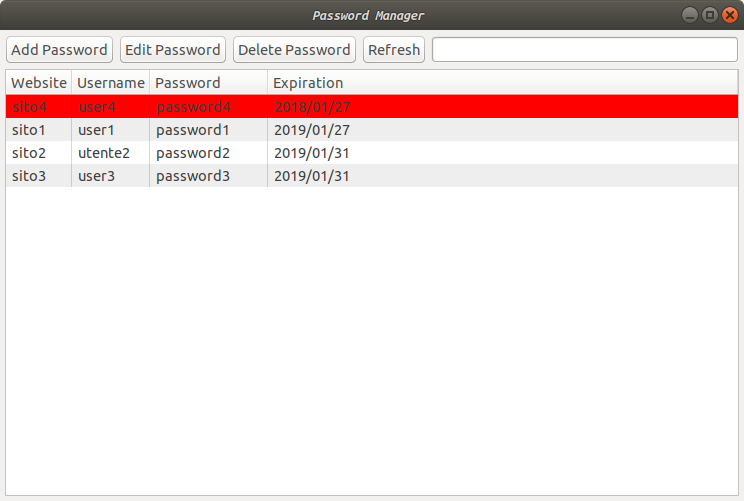 Password Manager
Add Password Edit Password Delete Password Refresh
Website Username Password Expiration
sito4 user4 password4 2018/01/27
sito1 user1 password1 2019/01/27
sito2 utente2 password2 2019/01/31
sito3 user3 password3 2019/01/31